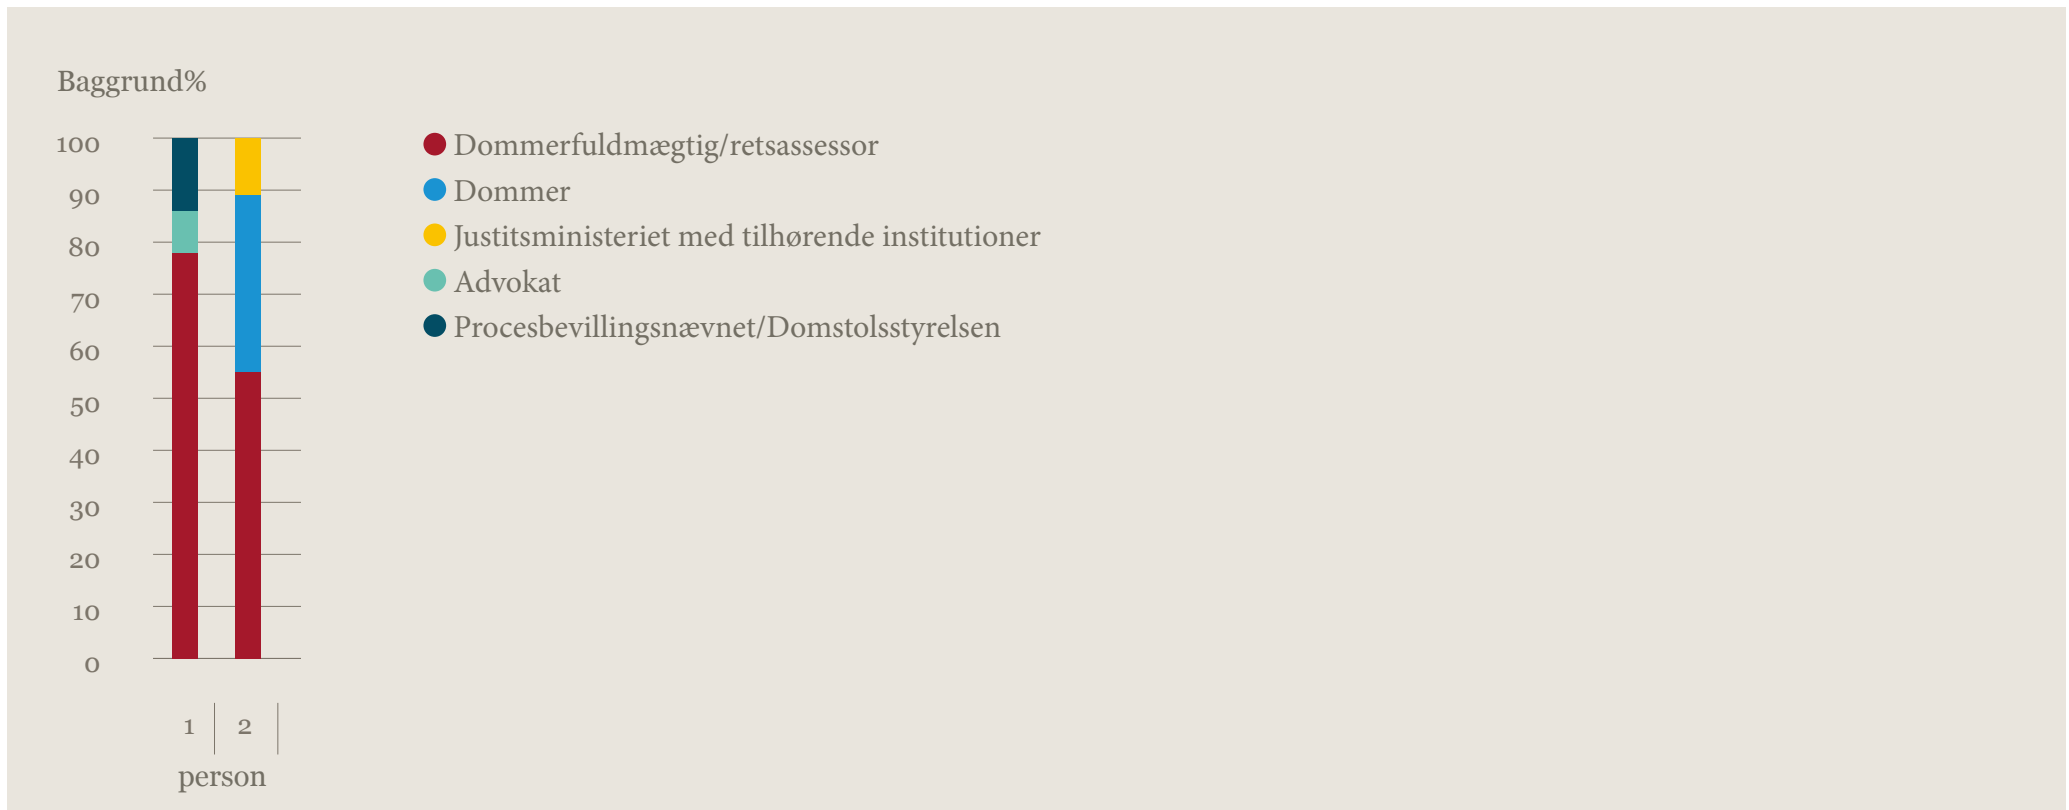 Baggrund%
100
90
80
70
60
50
40
30
20
10
0
1 2
person
Dommerfuldmægtig/retsassessor
Dommer
Justitsministeriet med tilhørende institutioner
Advokat
Procesbevillingsnævnet/Domstolsstyrelsen